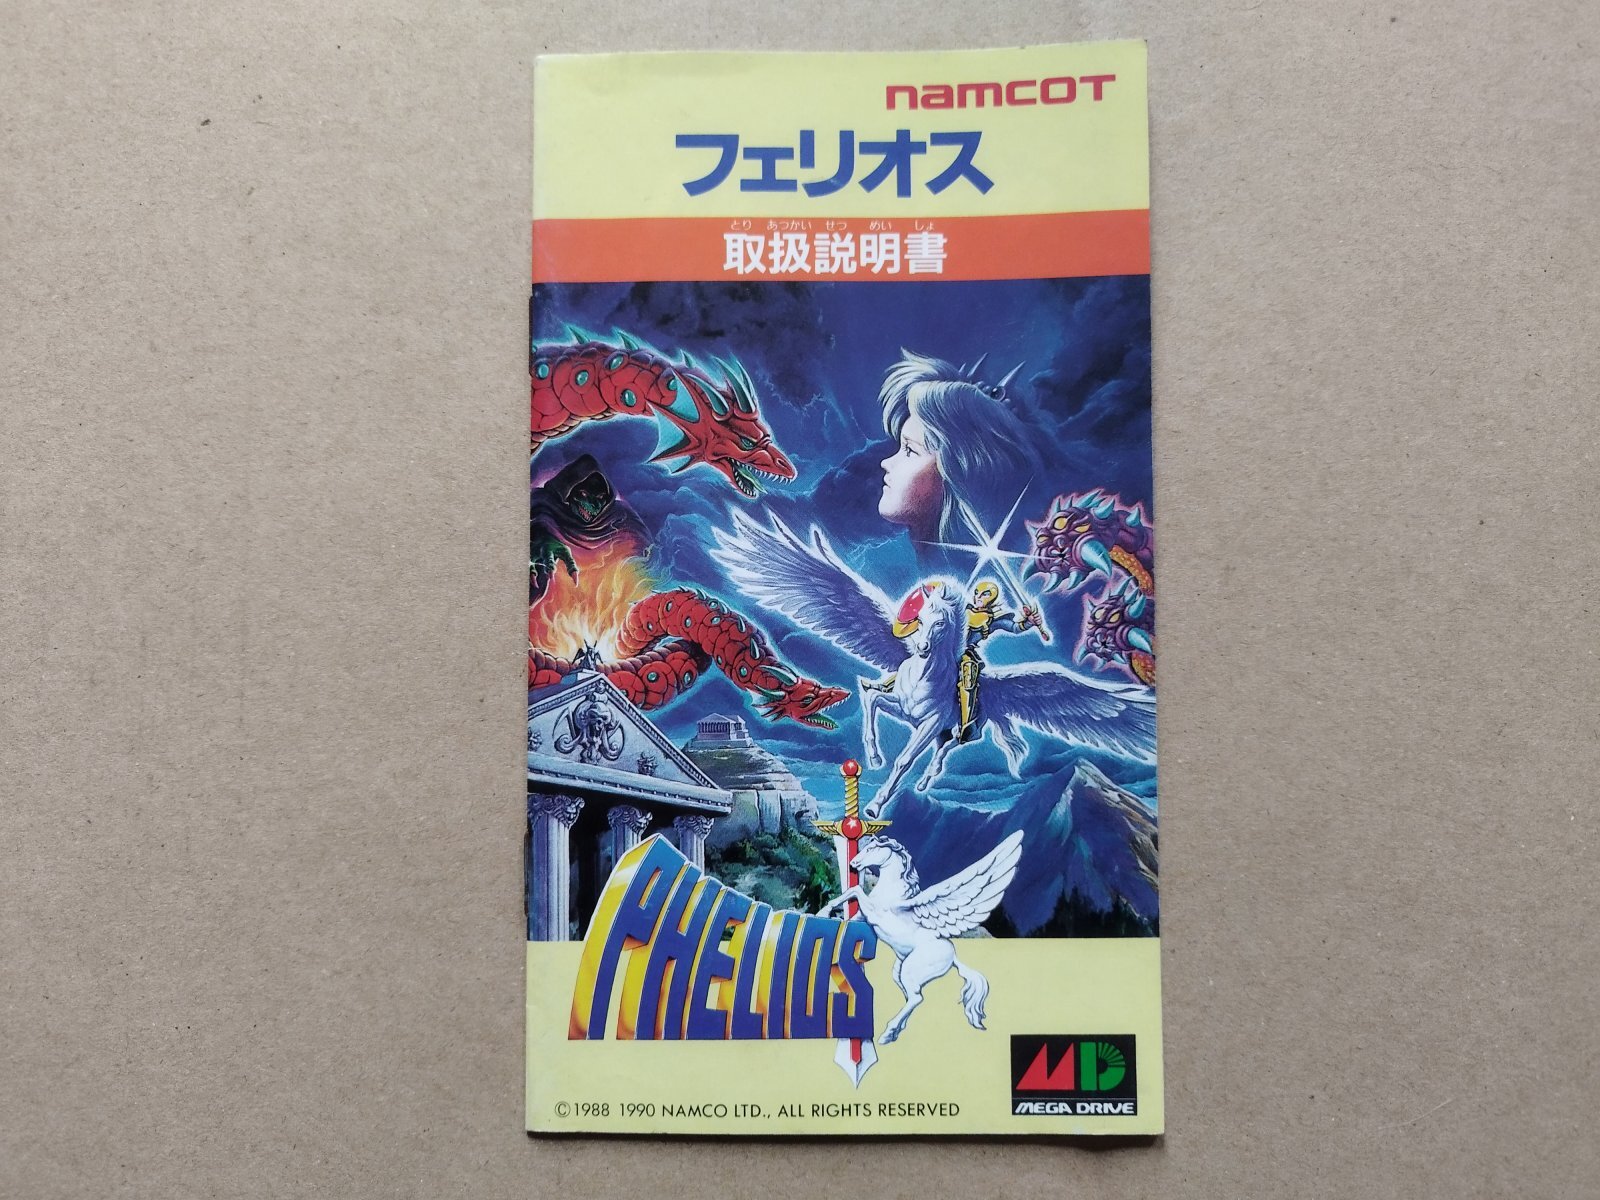 namcoT
フェリオス
とり あつかい せつ めい しょ
取扱説明書
PHELIOS
MD
MEGA DRIVE
©1988 1990 NAMCO LTD., ALL RIGHTS RESERVED